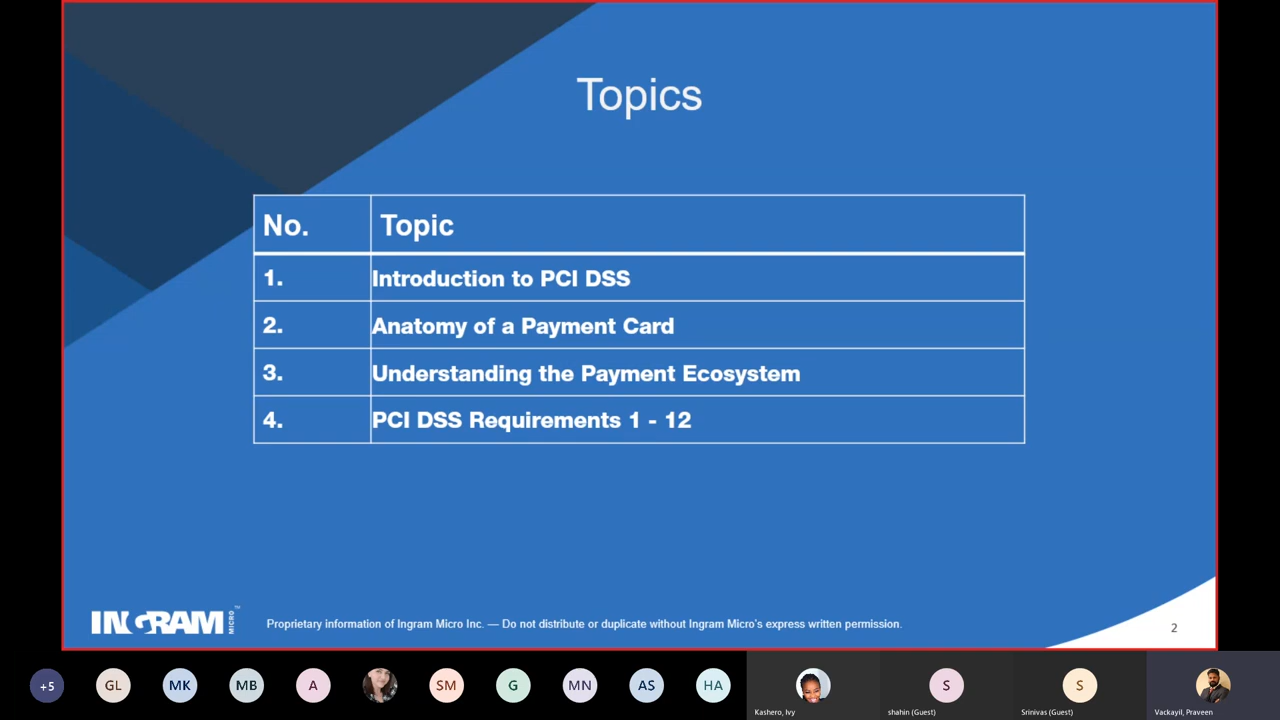 Topics
No. Topic
1. Introduction to PCI DSS
2. Anatomy of a Payment Card
3. Understanding the Payment Ecosystem
4. PCI DSS Requirements 1 - 12
INGRAM MICRO ™
Proprietary information of Ingram Micro Inc. — Do not distribute or duplicate without Ingram Micro's express written permission.
2
+5 GL MK MB A SM G MN AS HA S S
Kashero, Ivy shahin (Guest) Srinivas (Guest) Vackayil, Praveen